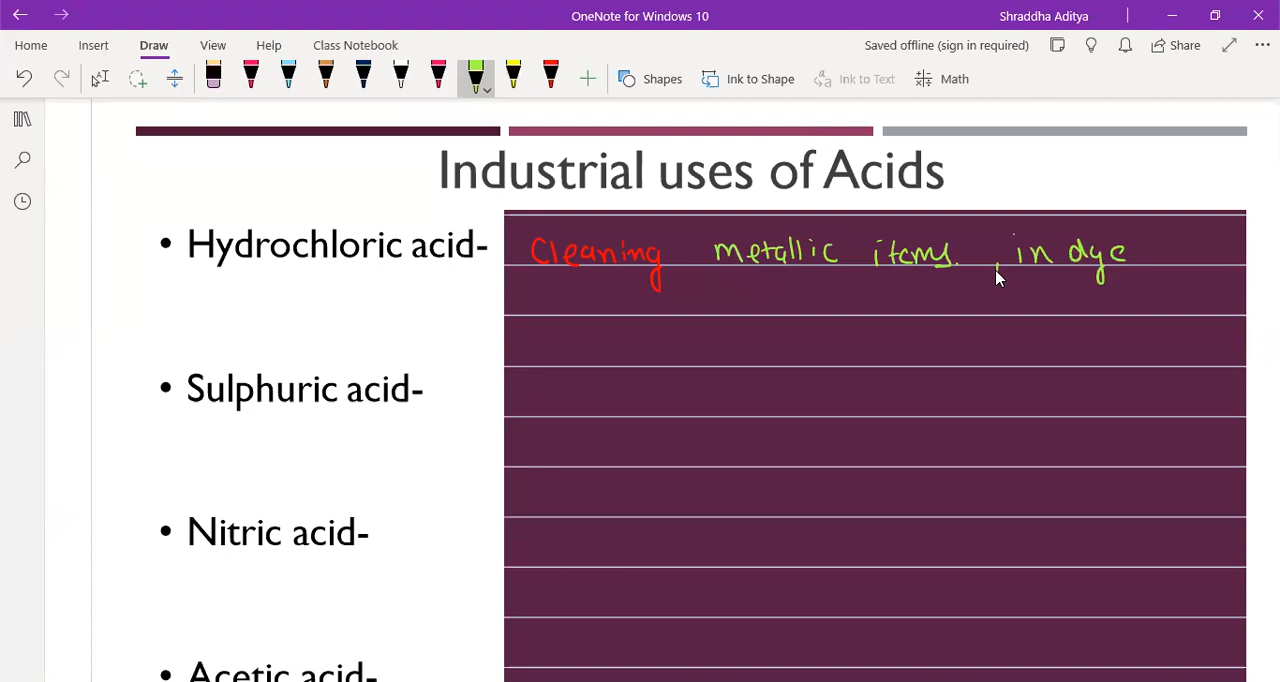 OneNote for Windows 10
Shraddha Aditya
Home Insert Draw View Help Class Notebook
Saved offline (sign in required) Share
Shapes Ink to Shape Ink to Text Math
Industrial uses of Acids
• Hydrochloric acid- Cleaning metallic items. , in dye
• Sulphuric acid-
• Nitric acid-
• Acetic acid-